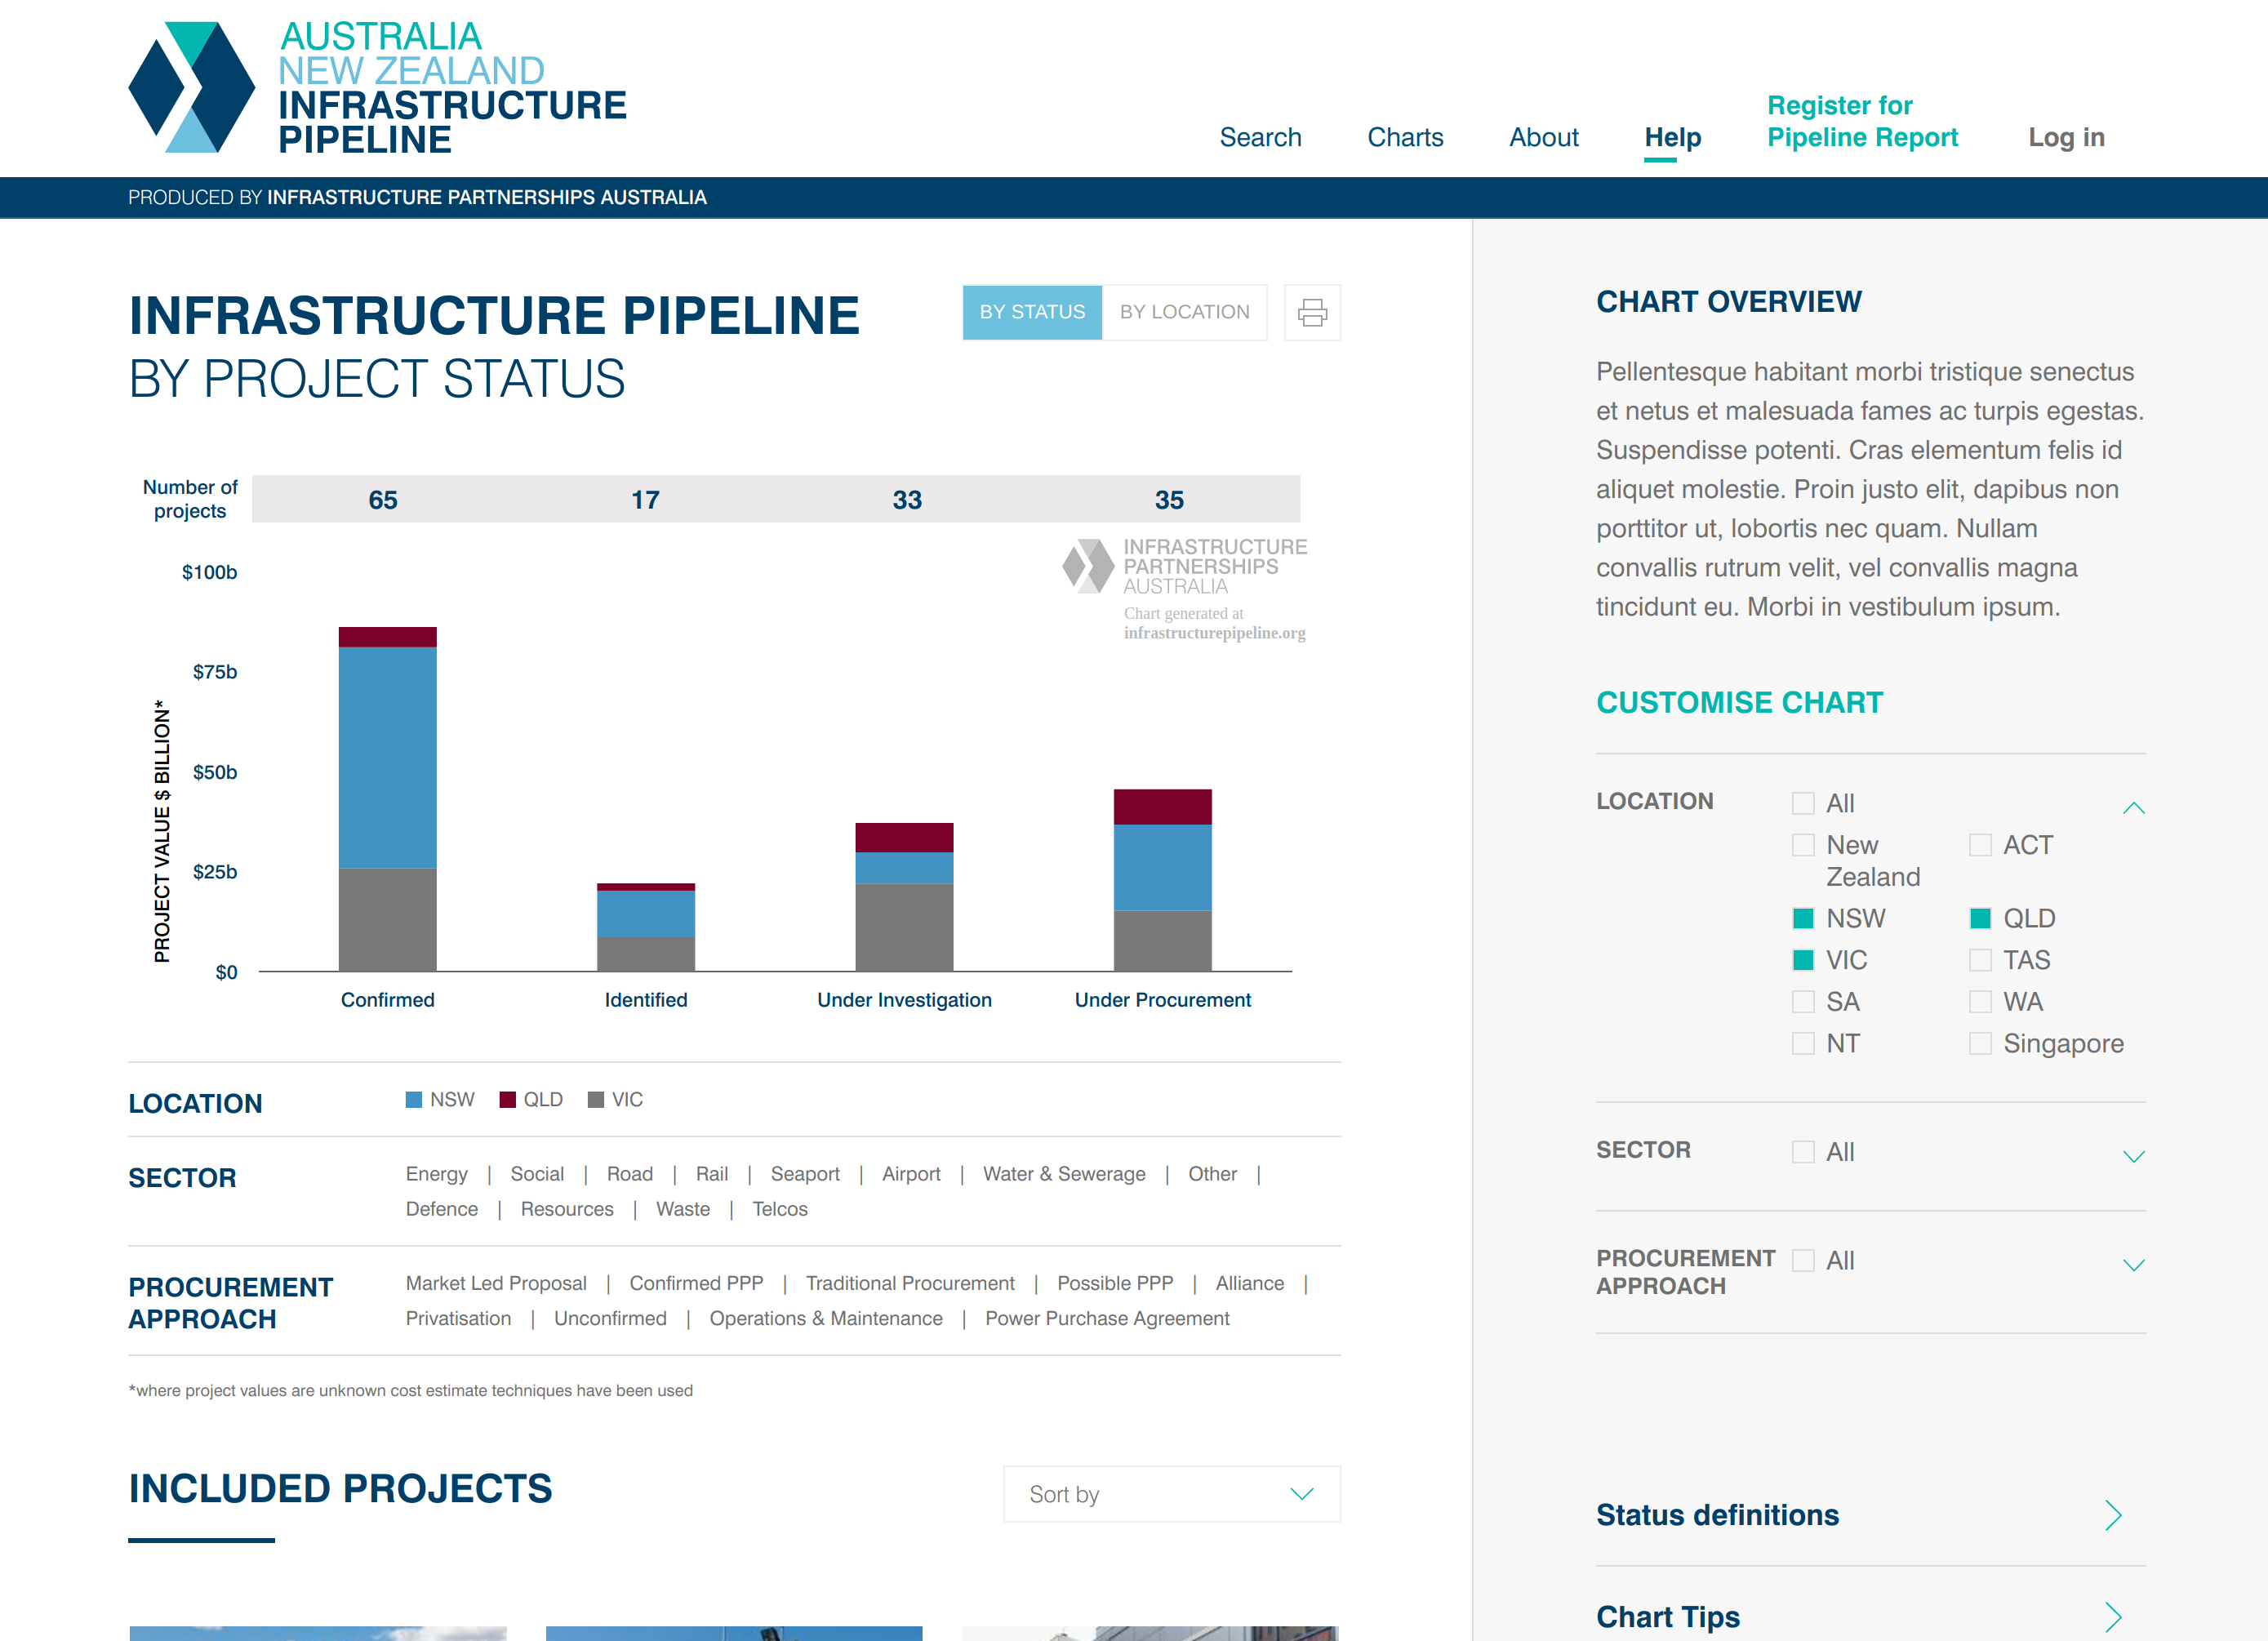 AUSTRALIA
NEW ZEALAND
INFRASTRUCTURE
PIPELINE
Search
Charts
About
Help
Register for
Pipeline Report
Log in
PRODUCED BY INFRASTRUCTURE PARTNERSHIPS AUSTRALIA
INFRASTRUCTURE PIPELINE
BY PROJECT STATUS
BY STATUS
BY LOCATION
Number of
projects
65
17
33
35
INFRASTRUCTURE
PARTNERSHIPS
AUSTRALIA
Chart generated at
infrastructurepipeline.org
PROJECT VALUE $ BILLION*
$100b
$75b
$50b
$25b
$0
Confirmed
Identified
Under Investigation
Under Procurement
LOCATION
NSW
QLD
VIC
SECTOR
Energy | Social | Road | Rail | Seaport | Airport | Water & Sewerage | Other |
Defence | Resources | Waste | Telcos
PROCUREMENT
APPROACH
Market Led Proposal | Confirmed PPP | Traditional Procurement | Possible PPP | Alliance |
Privatisation | Unconfirmed | Operations & Maintenance | Power Purchase Agreement
*where project values are unknown cost estimate techniques have been used
INCLUDED PROJECTS
Sort by
CHART OVERVIEW
Pellentesque habitant morbi tristique senectus
et netus et malesuada fames ac turpis egestas.
Suspendisse potenti. Cras elementum felis id
aliquet molestie. Proin justo elit, dapibus non
porttitor ut, lobortis nec quam. Nullam
convallis rutrum velit, vel convallis magna
tincidunt eu. Morbi in vestibulum ipsum.
CUSTOMISE CHART
LOCATION
All
New
Zealand
ACT
NSW
QLD
VIC
TAS
SA
WA
NT
Singapore
SECTOR
All
PROCUREMENT
APPROACH
All
Status definitions
Chart Tips